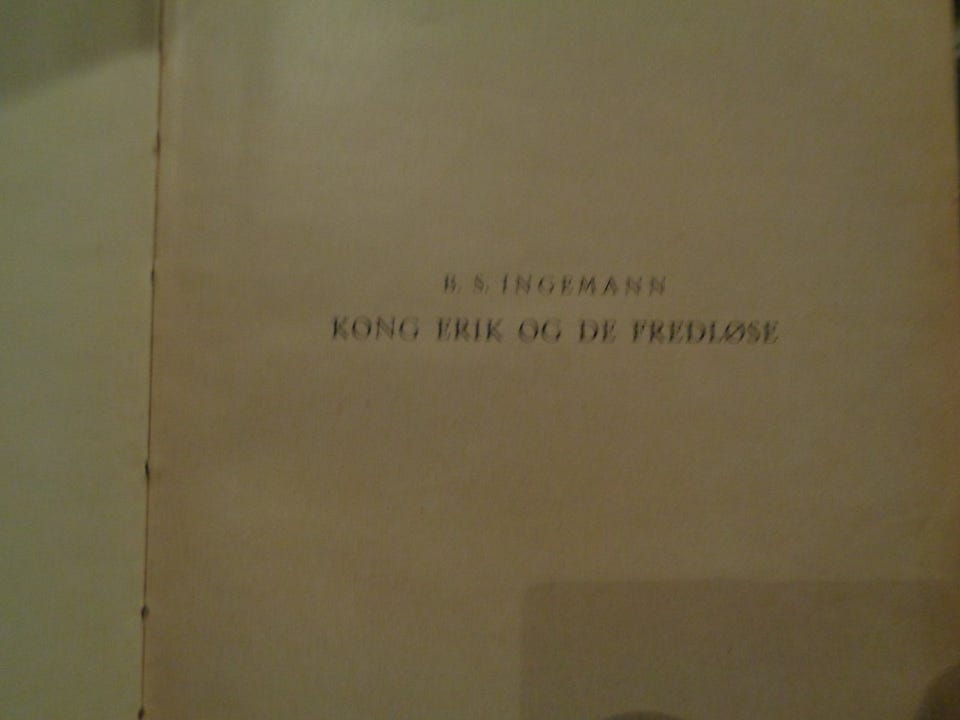 B. S. INGEMANN
KONG ERIK OG DE FREDLØSE